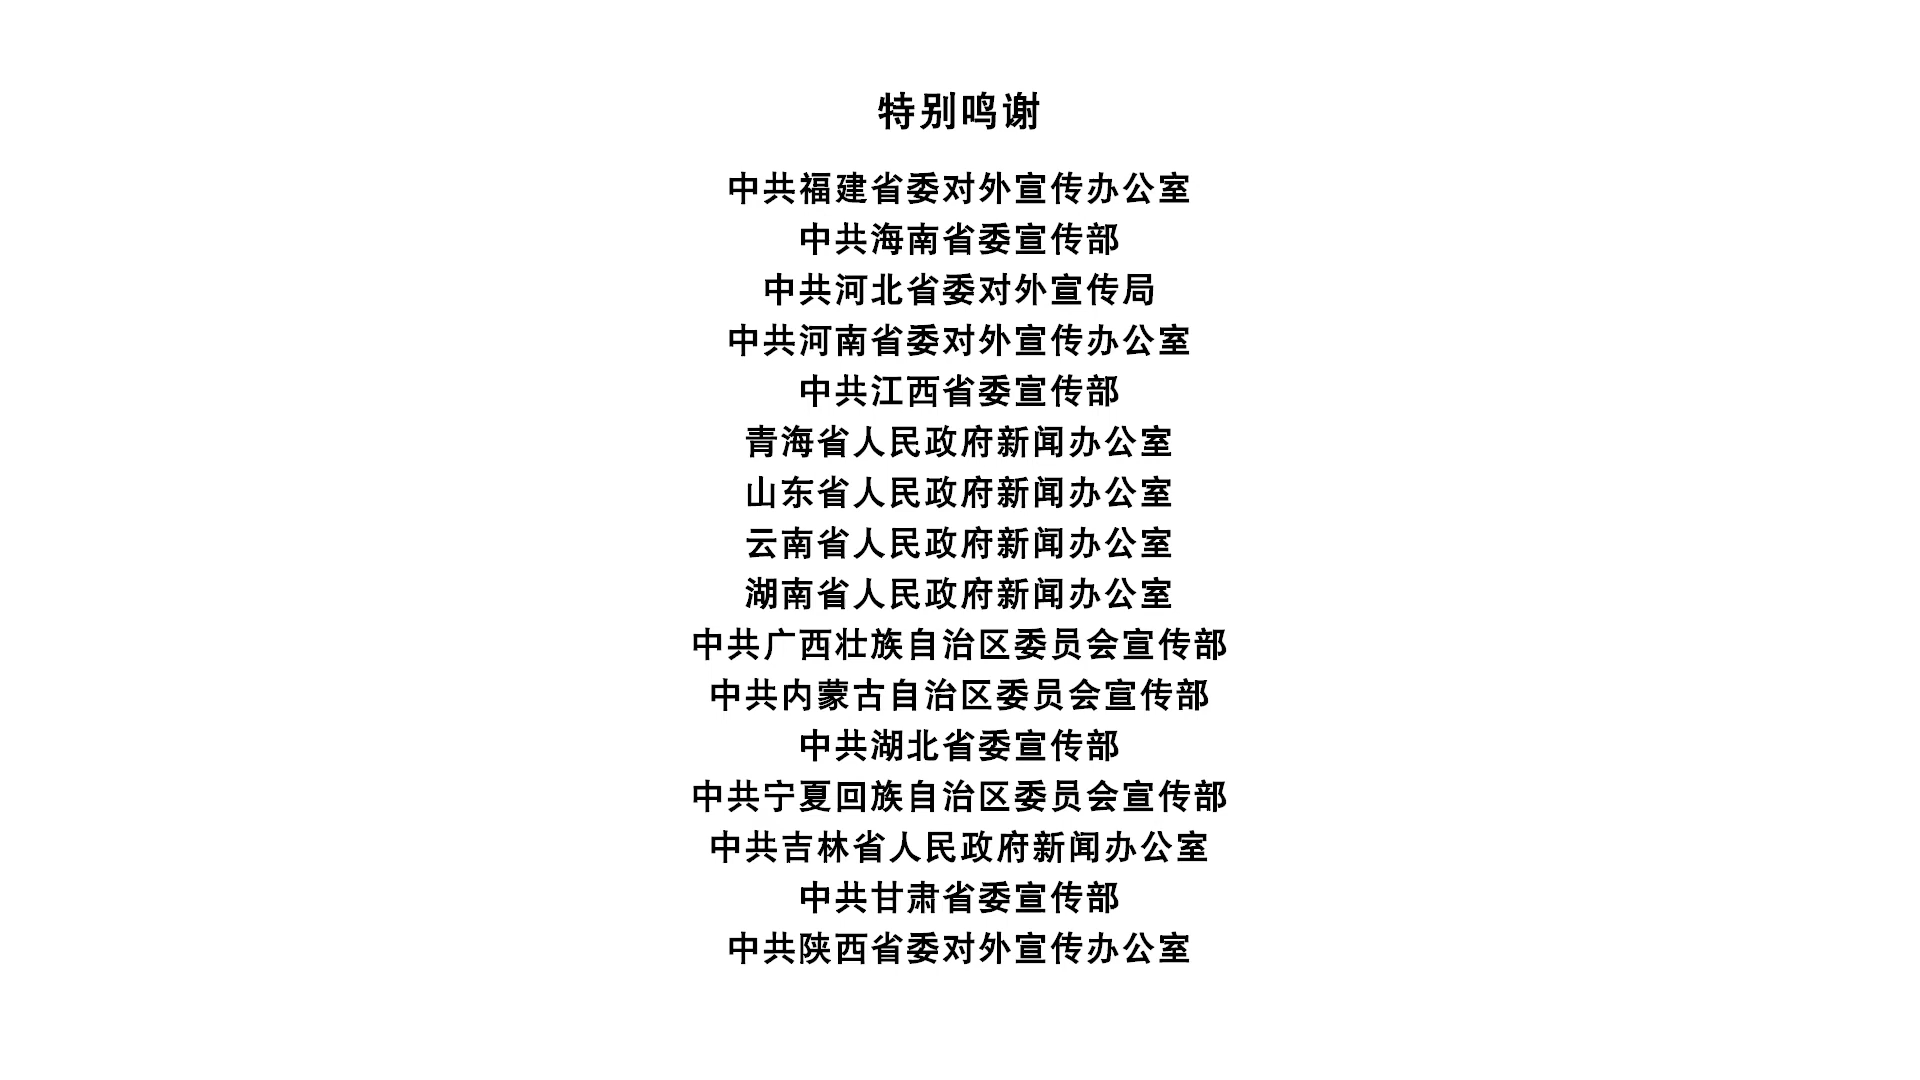 特别鸣谢
中共福建省委对外宣传办公室
中共海南省委宣传部
中共河北省委对外宣传局
中共河南省委对外宣传办公室
中共江西省委宣传部
青海省人民政府新闻办公室
山东省人民政府新闻办公室
云南省人民政府新闻办公室
湖南省人民政府新闻办公室
中共广西壮族自治区委员会宣传部
中共内蒙古自治区委员会宣传部
中共湖北省委宣传部
中共宁夏回族自治区委员会宣传部
中共吉林省人民政府新闻办公室
中共甘肃省委宣传部
中共陕西省委对外宣传办公室